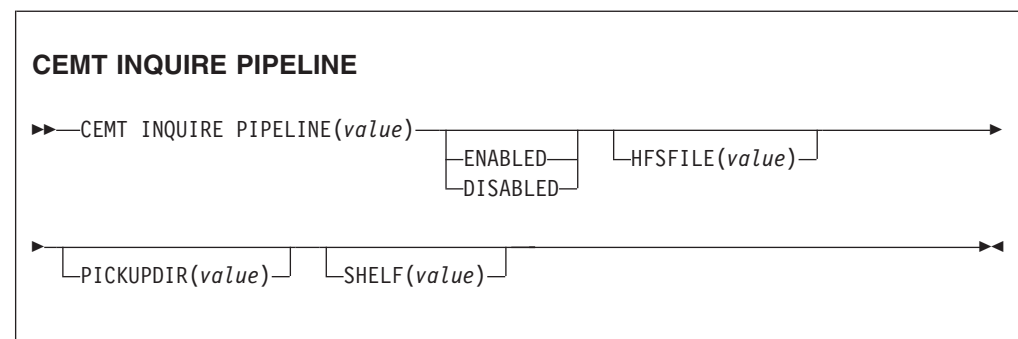 CEMT INQUIRE PIPELINE
CEMT INQUIRE PIPELINE(value)
ENABLED HFSFILE(value)
DISABLED
PICKUPDIR(value) SHELF(value)